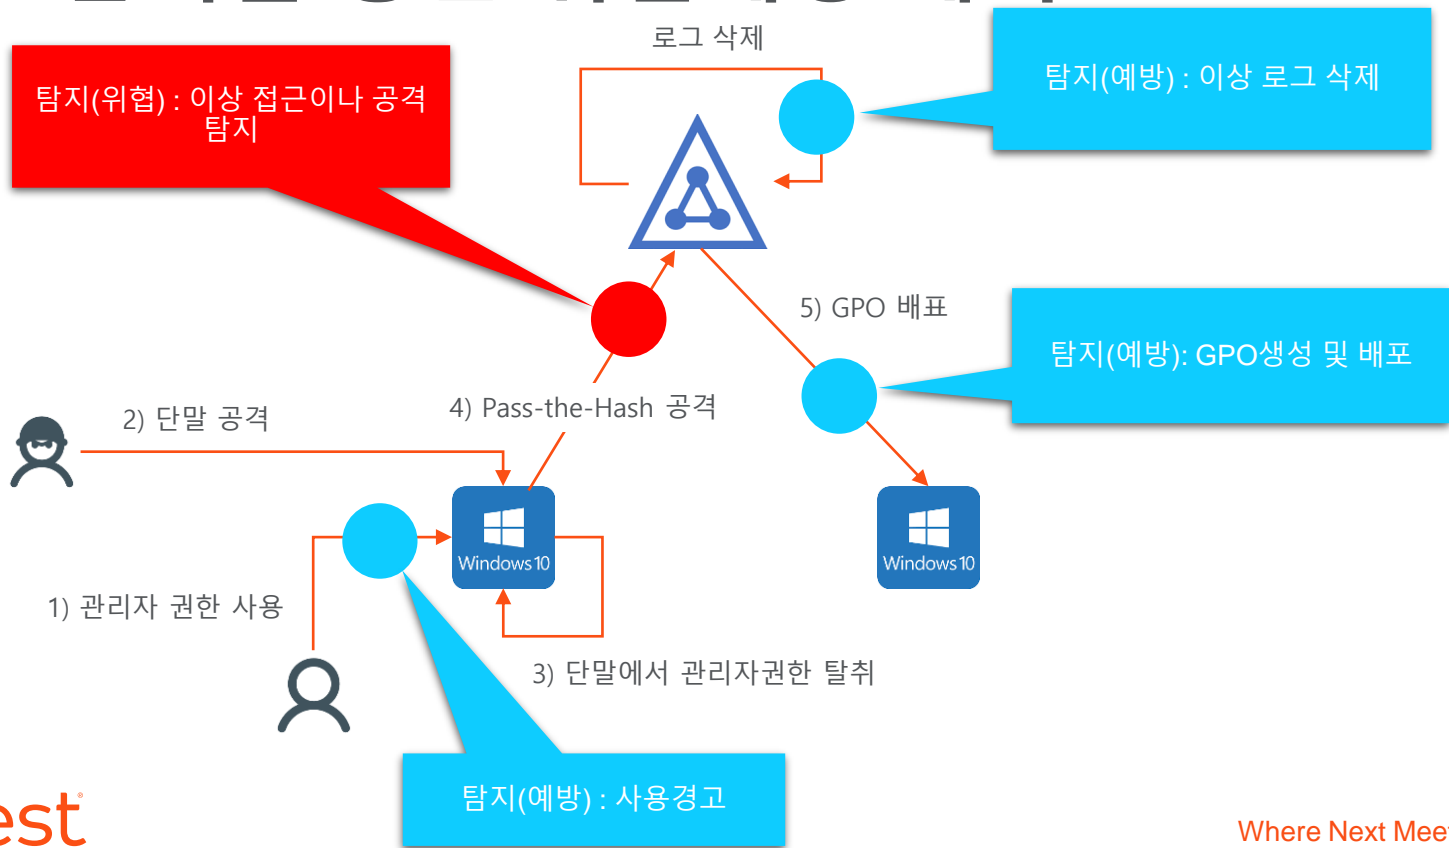 로그 삭제
탐지(위협) : 이상 접근이나 공격
탐지
탐지(예방) : 이상 로그 삭제
5) GPO 배포
탐지(예방): GPO생성 및 배포
2) 단말 공격
4) Pass-the-Hash 공격
Windows 10
Windows 10
1) 관리자 권한 사용
3) 단말에서 관리자권한 탈취
탐지(예방) : 사용경고
est
Where Next Mee